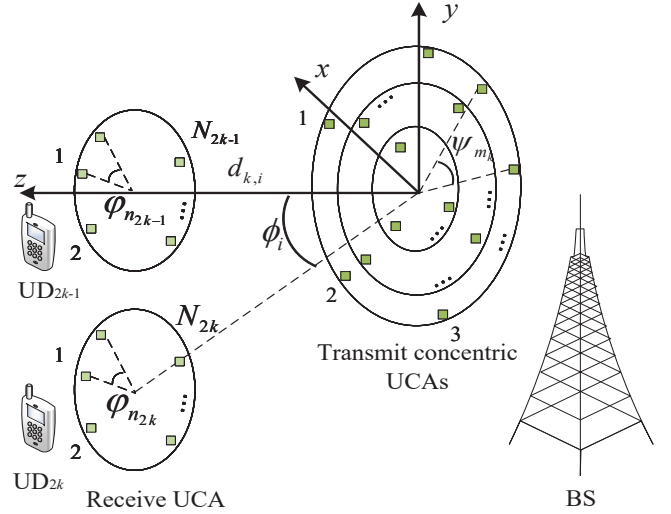 y
x
1
N₂ₖ₋₁
1
ψₘₖ
z
dₖ,ᵢ
φₙ₂ₖ₋₁
ϕᵢ
2
UD₂ₖ₋₁
2
N₂ₖ
3
1
Transmit concentric
UCAs
φₙ₂ₖ
2
UD₂ₖ
Receive UCA
BS